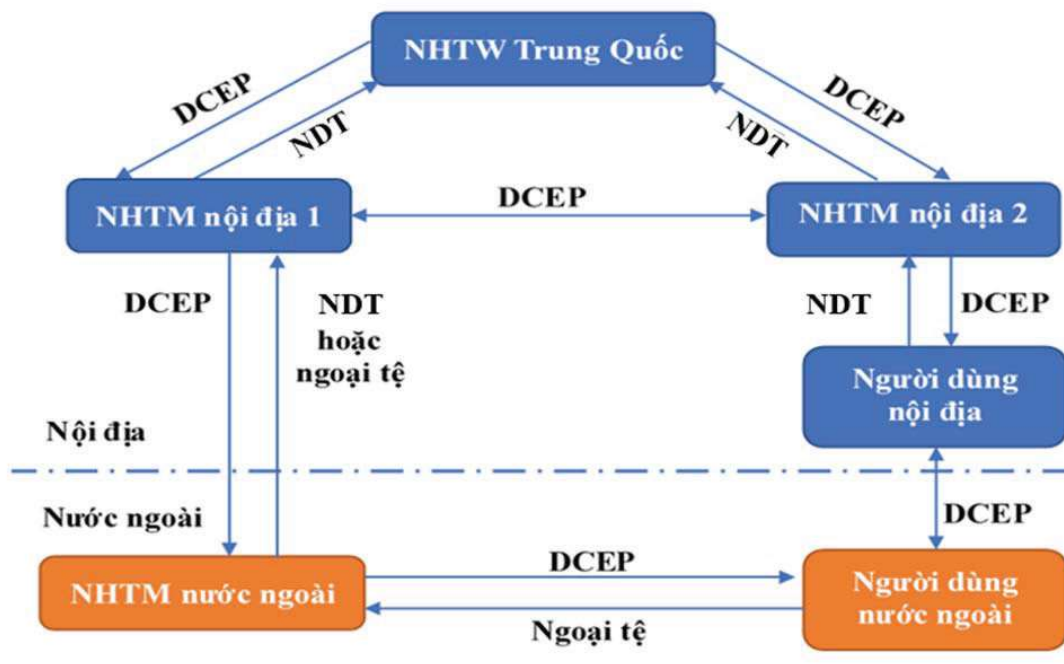 NHTW Trung Quốc
DCEP
NDT
NDT
DCEP
NHTM nội địa 1
DCEP
NHTM nội địa 2
DCEP
NDT
hoặc
ngoại tệ
NDT
DCEP
Người dùng
nội địa
Nội địa
Nước ngoài
DCEP
NHTM nước ngoài
DCEP
Ngoại tệ
Người dùng
nước ngoài